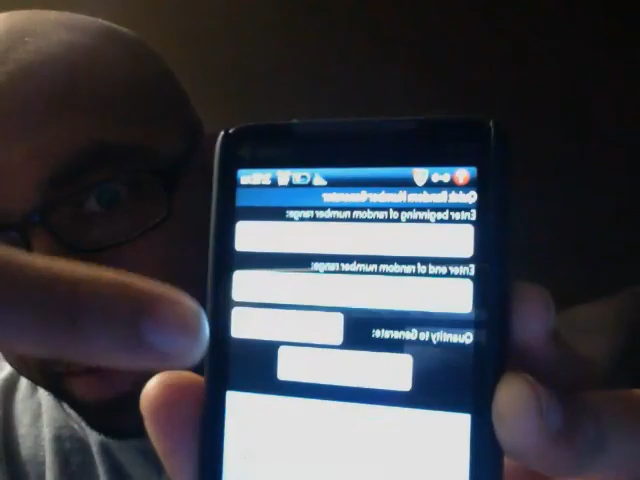 Quick Random Number Generator
Enter beginning of random number range:
Enter end of random number range:
Quantity to Generate: